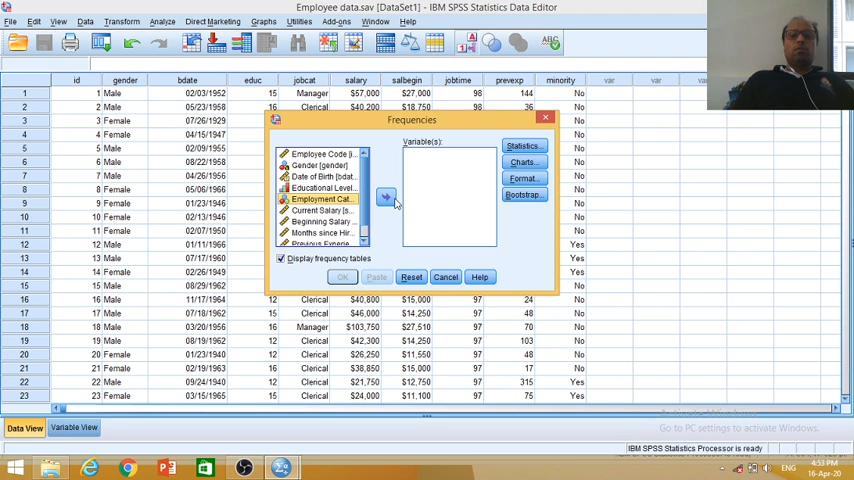 Employee data.sav [DataSet1] - IBM SPSS Statistics Data Editor
File Edit View Data Transform Analyze Direct Marketing Graphs Utilities Add-ons Window Help
id gender bdate educ jobcat salary salbegin jobtime prevexp minority var var var
1 1 Male 02/03/1952 15 Manager $57,000 $27,000 98 144 No
2 2 Male 05/23/1958 16 Clerical $40,200 $18,750 98 36 No
3 3 Female 07/26/1929 No
4 4 Female 04/15/1947 No
5 5 Male 02/09/1955 No
6 6 Male 08/22/1958 No
7 7 Male 04/26/1956 No
8 8 Female 05/06/1966 No
9 9 Female 01/23/1946 No
10 10 Female 02/13/1946 No
11 11 Female 02/07/1950 No
12 12 Male 01/11/1966 Yes
13 13 Male 07/17/1960 Yes
14 14 Female 02/26/1949 Yes
15 15 Male 08/29/1962 No
16 16 Male 11/17/1964 12 Clerical $40,800 $15,000 97 24 No
17 17 Male 07/18/1962 15 Clerical $46,000 $14,250 97 48 No
18 18 Male 03/20/1956 16 Manager $103,750 $27,510 97 70 No
19 19 Male 08/19/1962 12 Clerical $42,300 $14,250 97 103 No
20 20 Female 01/23/1940 12 Clerical $26,250 $11,550 97 48 No
21 21 Female 02/19/1963 16 Clerical $38,850 $15,000 97 17 No
22 22 Male 09/24/1940 12 Clerical $21,750 $12,750 97 315 Yes
23 23 Female 03/15/1965 15 Clerical $24,000 $11,100 97 75 Yes
Frequencies
Variable(s):
Employee Code [i...
Gender [gender]
Date of Birth [bdat...
Educational Level...
Employment Cat...
Current Salary [s...
Beginning Salary ...
Months since Hir...
Previous Experie...
Statistics...
Charts...
Format...
Bootstrap...
Display frequency tables
OK Paste Reset Cancel Help
Data View Variable View
Go to PC settings to activate Windows.
IBM SPSS Statistics Processor is ready
ENG
4:53 PM
16-Apr-20